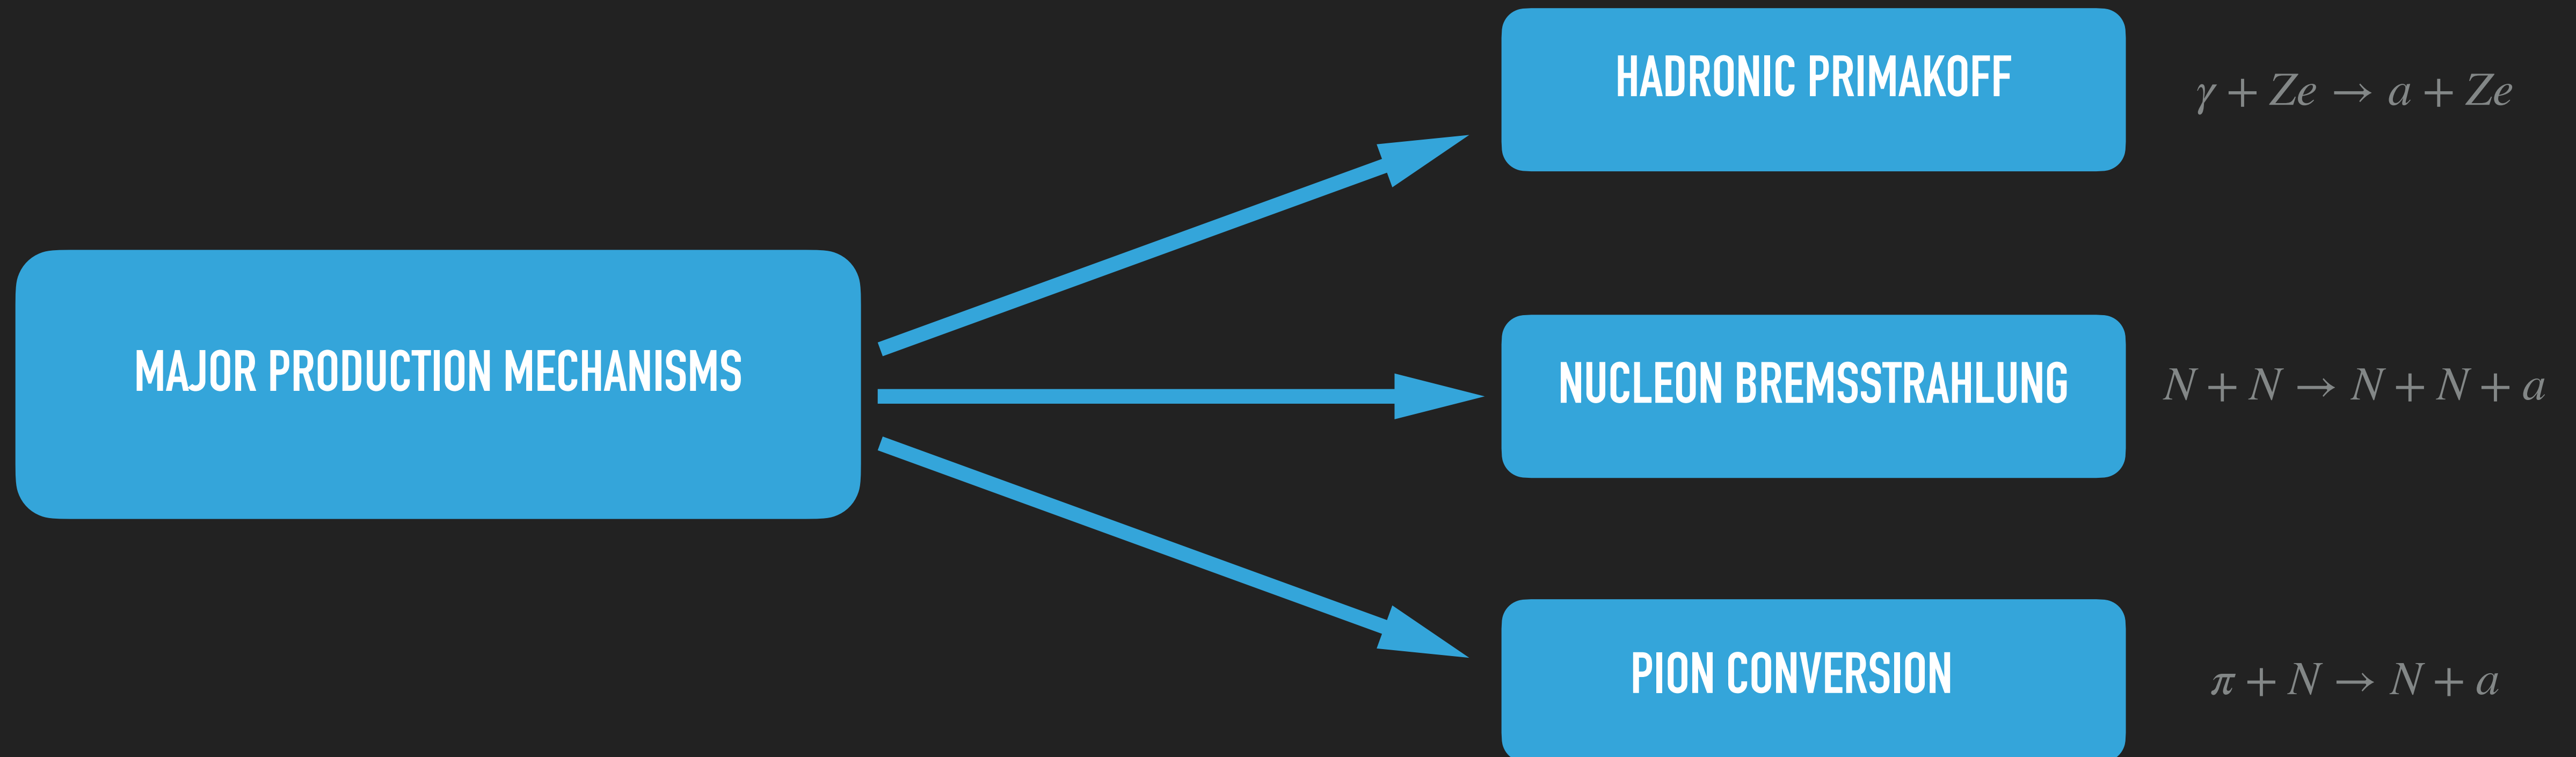 HADRONIC PRIMAKOFF
γ + Ze → a + Ze
MAJOR PRODUCTION MECHANISMS
NUCLEON BREMSSTRAHLUNG
N + N → N + N + a
PION CONVERSION
π + N → N + a